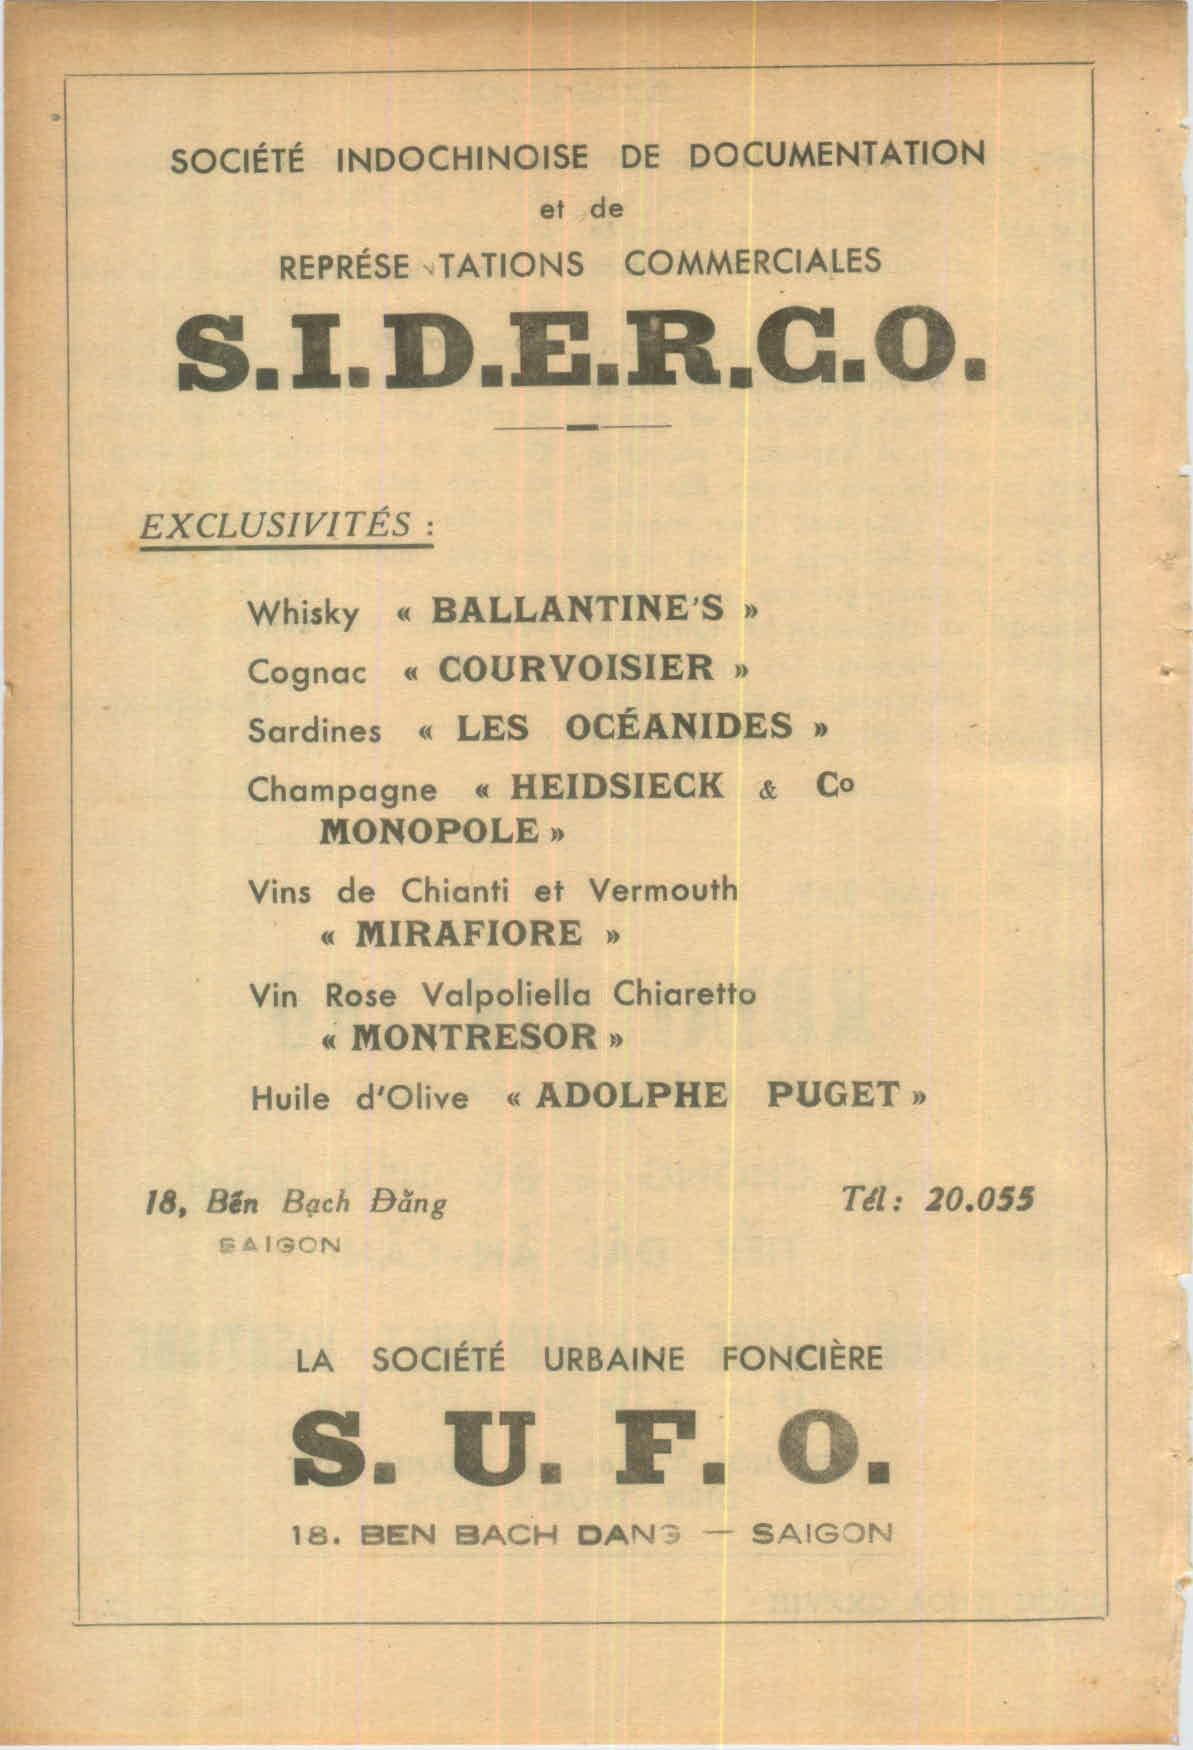 SOCIÉTÉ INDOCHINOISE DE DOCUMENTATION
et de
REPRÉSE TATIONS COMMERCIALES
S.I.D.E.R.C.O.
EXCLUSIVITÉS :
Whisky « BALLANTINE'S »
Cognac « COURVOISIER »
Sardines « LES OCÉANIDES »
Champagne « HEIDSIECK & Co
MONOPOLE »
Vins de Chianti et Vermouth
« MIRAFIORE »
Vin Rose Valpoliella Chiaretto
« MONTRESOR »
Huile d'Olive « ADOLPHE PUGET »
18, Bến Bạch Đằng Tél : 20.055
SAIGON
LA SOCIÉTÉ URBAINE FONCIÈRE
S. U. F. O.
18. BEN BACH DANG — SAIGON